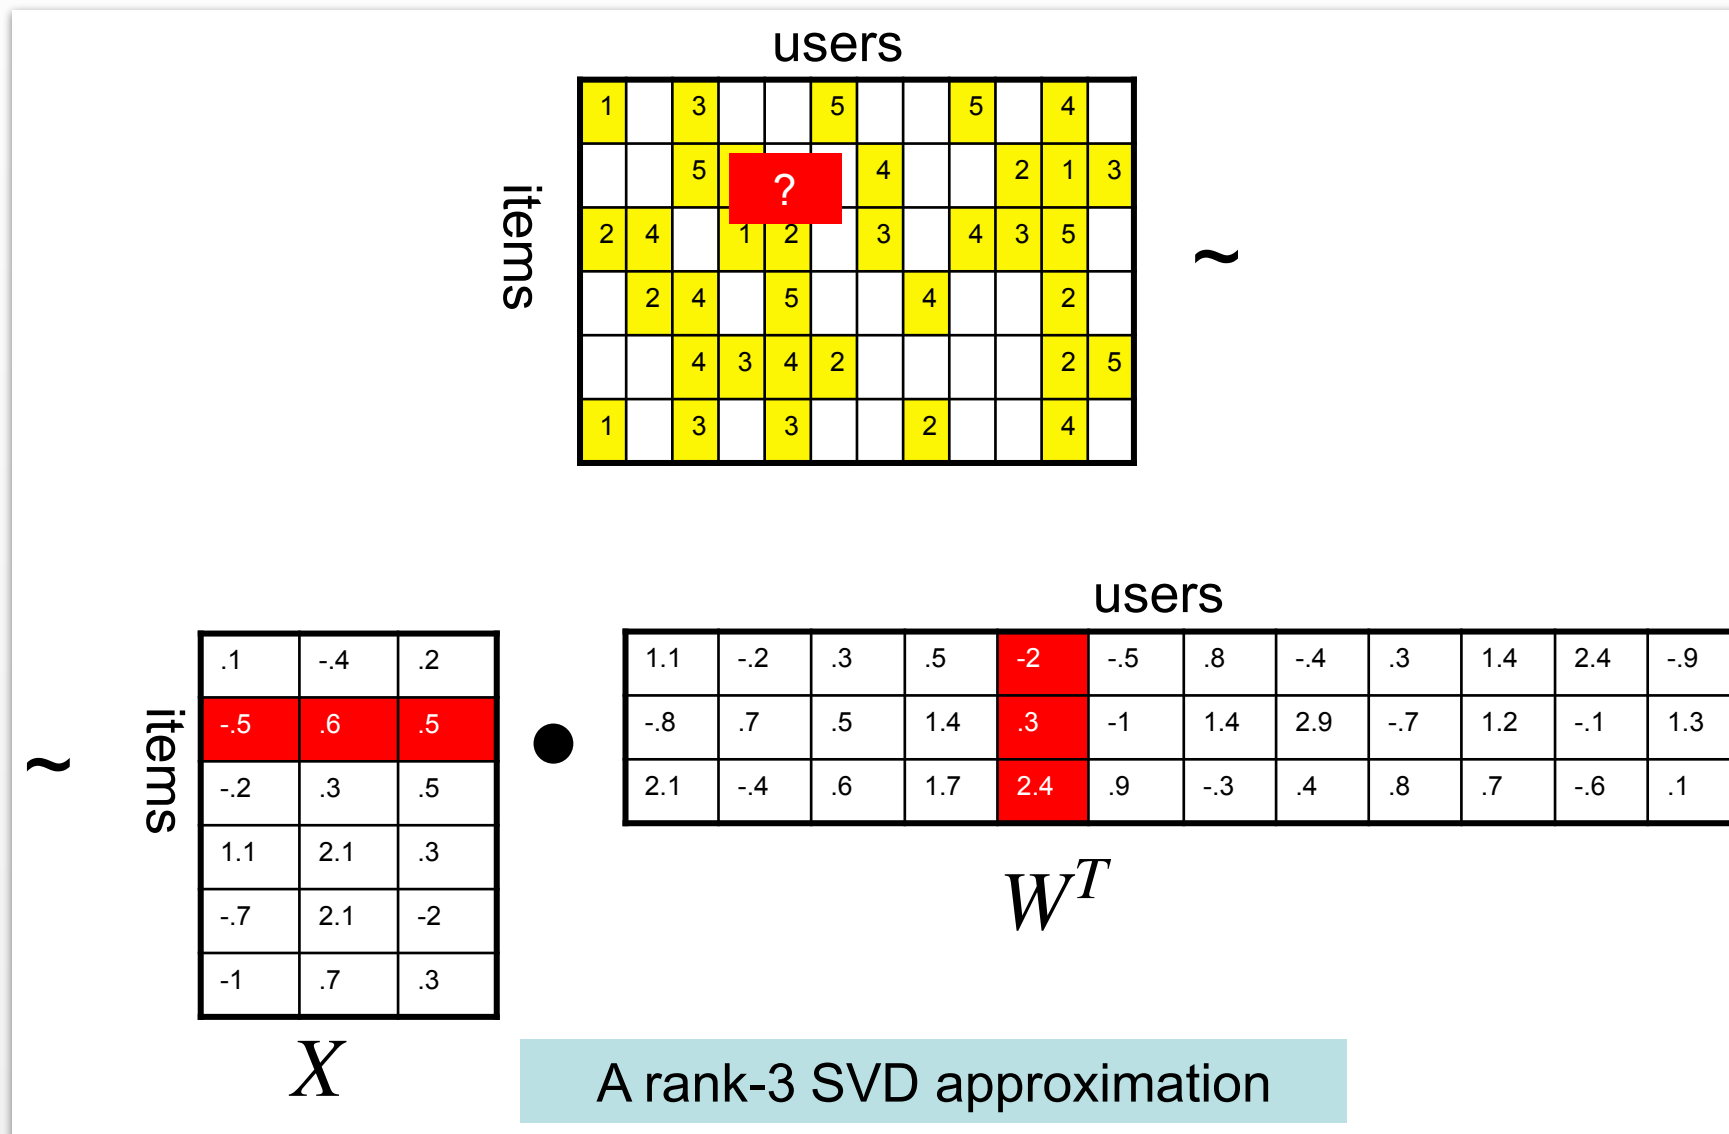 users
items
1 3 5 5 4
5 ? 4 2 1 3
2 4 1 2 3 4 3 5
2 4 5 4 2
4 3 4 2 2 5
1 3 3 2 4
~
~
items
.1 -.4 .2
-.5 .6 .5
-.2 .3 .5
1.1 2.1 .3
-.7 2.1 -2
-1 .7 .3
X
●
users
1.1 -.2 .3 .5 -2 -.5 .8 -.4 .3 1.4 2.4 -.9
-.8 .7 .5 1.4 .3 -1 1.4 2.9 -.7 1.2 -.1 1.3
2.1 -.4 .6 1.7 2.4 .9 -.3 .4 .8 .7 -.6 .1
W^T
A rank-3 SVD approximation